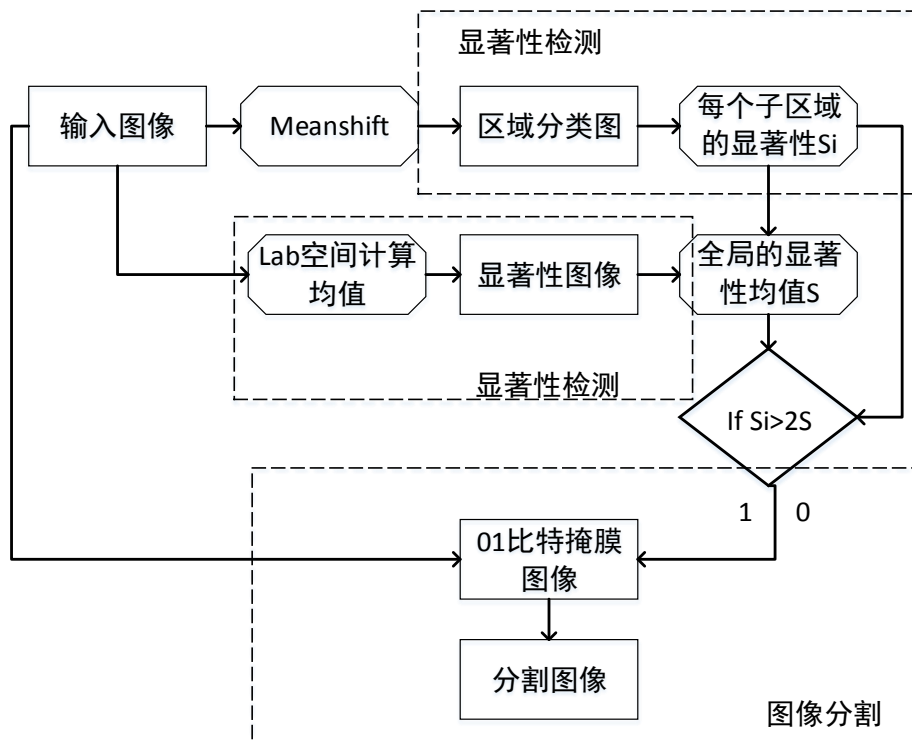 显著性检测
输入图像
Meanshift
区域分类图
每个子区域
的显著性Si
Lab空间计算
均值
显著性图像
全局的显著
性均值S
显著性检测
If Si>2S
1
0
01比特掩膜
图像
分割图像
图像分割